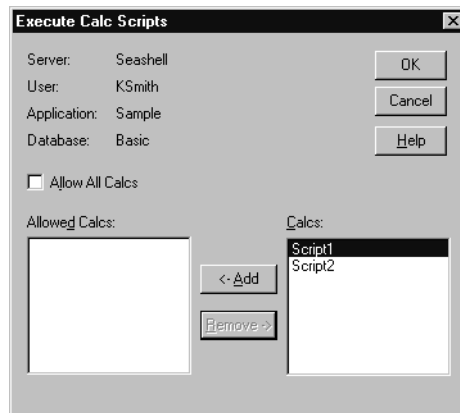 Execute Calc Scripts
Server: Seashell
User: KSmith
Application: Sample
Database: Basic
OK
Cancel
Help
Allow All Calcs
Allowed Calcs:
<- Add
Remove ->
Calcs:
Script1
Script2